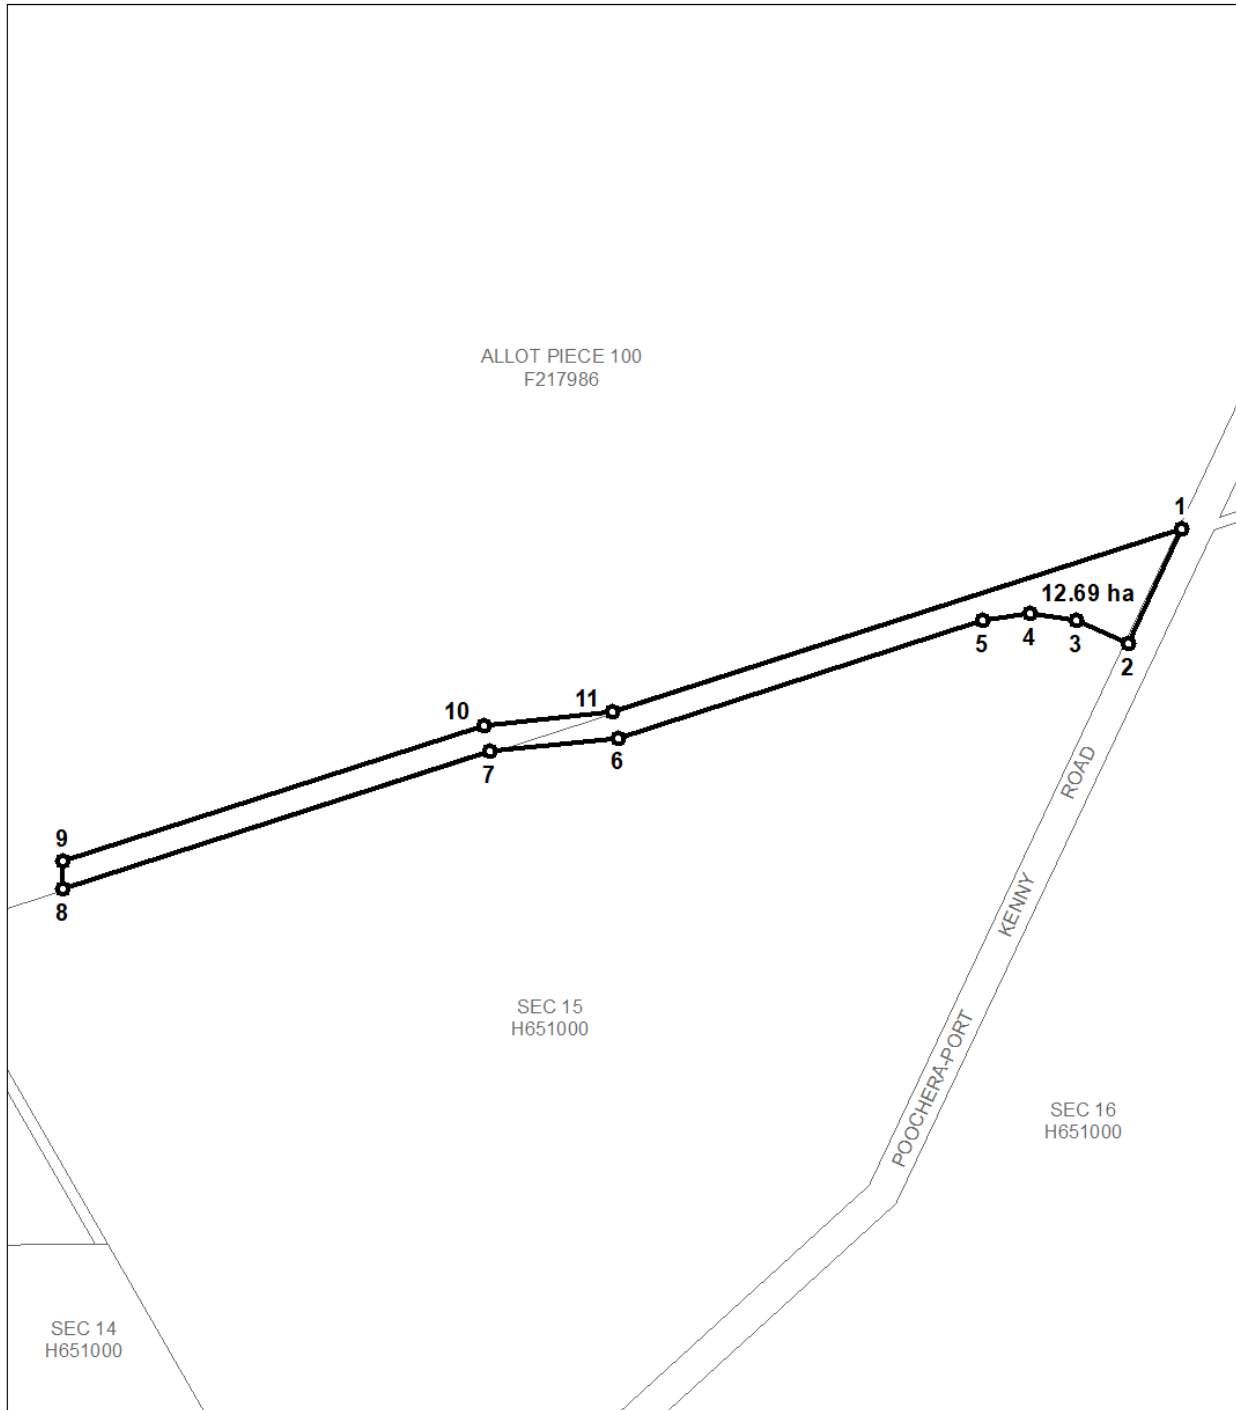 ALLOT PIECE 100
F217986
1
12.69 ha
5
4
3
2
10
11
7
6
9
8
ROAD
KENNY
POOCHERA-PORT
SEC 15
H651000
SEC 16
H651000
SEC 14
H651000